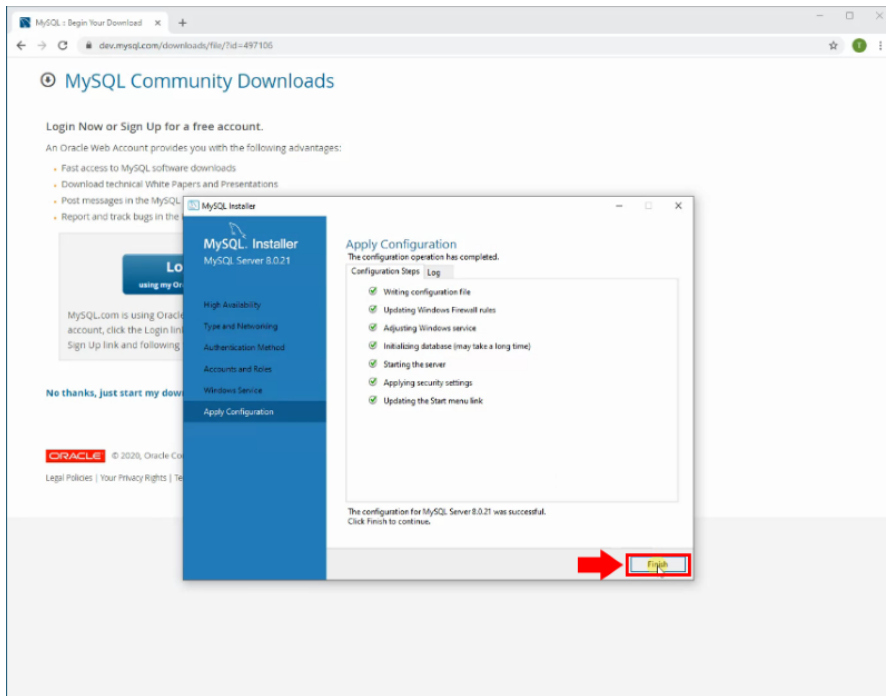 MySQL :: Begin Your Download
dev.mysql.com/downloads/file/?id=497106
T
MySQL Community Downloads
Login Now or Sign Up for a free account.
An Oracle Web Account provides you with the following advantages:
Fast access to MySQL software downloads
Download technical White Papers and Presentations
Post messages in the MySQL
Report and track bugs in the
Lo
using my Or
MySQL.com is using Oracle
account, click the Login lin
Sign Up link and following
No thanks, just start my dow
ORACLE © 2020, Oracle Co
Legal Policies | Your Privacy Rights | Te
MySQL Installer
MySQL. Installer
MySQL Server 8.0.21
High Availability
Type and Networking
Authentication Method
Accounts and Roles
Windows Service
Apply Configuration
Apply Configuration
The configuration operation has completed.
Configuration Steps Log
Writing configuration file
Updating Windows Firewall rules
Adjusting Windows service
Initializing database (may take a long time)
Starting the server
Applying security settings
Updating the Start menu link
The configuration for MySQL Server 8.0.21 was successful.
Click Finish to continue.
Finish